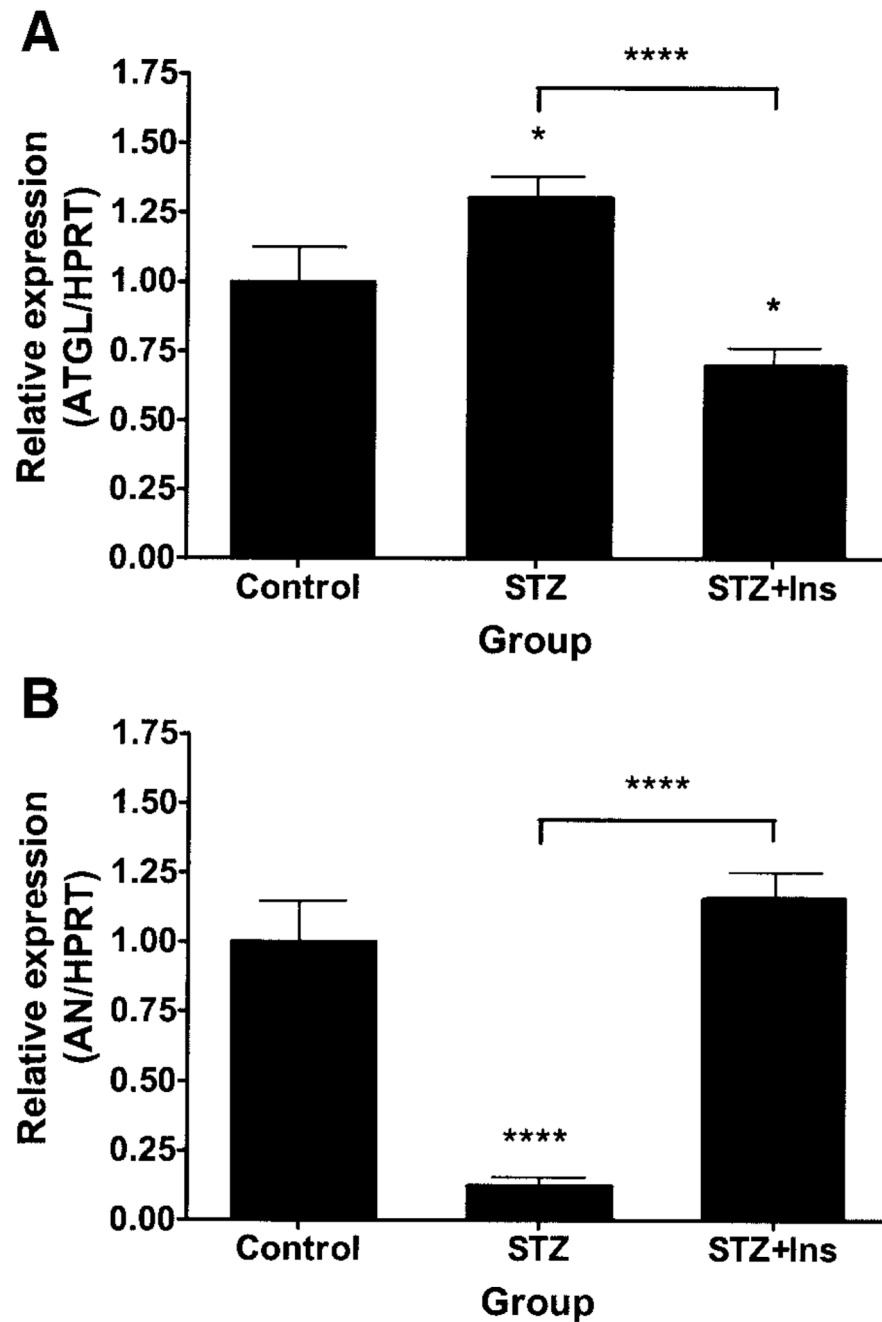 A
Relative expression
(ATGL/HPRT)
1.75
1.50
1.25
1.00
0.75
0.50
0.25
0.00
****
*
*
Control STZ STZ+Ins
Group
B
Relative expression
(AN/HPRT)
1.75
1.50
1.25
1.00
0.75
0.50
0.25
0.00
****
****
Control STZ STZ+Ins
Group